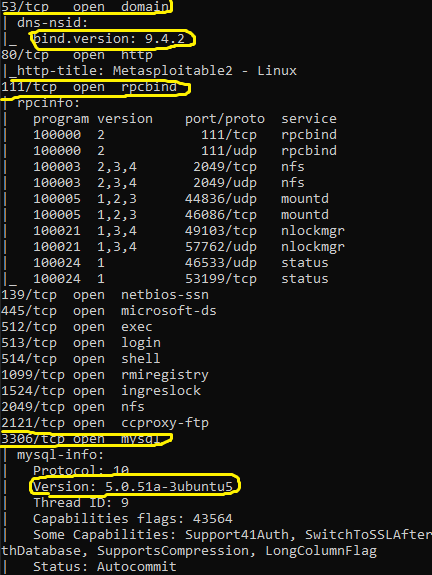 53/tcp open domain
| dns-nsid:
|_ bind.version: 9.4.2
80/tcp open http
|_http-title: Metasploitable2 - Linux
111/tcp open rpcbind
| rpcinfo:
| program version port/proto service
| 100000 2 111/tcp rpcbind
| 100000 2 111/udp rpcbind
| 100003 2,3,4 2049/tcp nfs
| 100003 2,3,4 2049/udp nfs
| 100005 1,2,3 44836/udp mountd
| 100005 1,2,3 46086/tcp mountd
| 100021 1,3,4 49103/tcp nlockmgr
| 100021 1,3,4 57762/udp nlockmgr
| 100024 1 46533/udp status
|_ 100024 1 53199/tcp status
139/tcp open netbios-ssn
445/tcp open microsoft-ds
512/tcp open exec
513/tcp open login
514/tcp open shell
1099/tcp open rmiregistry
1524/tcp open ingreslock
2049/tcp open nfs
2121/tcp open ccproxy-ftp
3306/tcp open mysql
| mysql-info:
| Protocol: 10
| Version: 5.0.51a-3ubuntu5
| Thread ID: 9
| Capabilities flags: 43564
| Some Capabilities: Support41Auth, SwitchToSSLAfter
thDatabase, SupportsCompression, LongColumnFlag
| Status: Autocommit